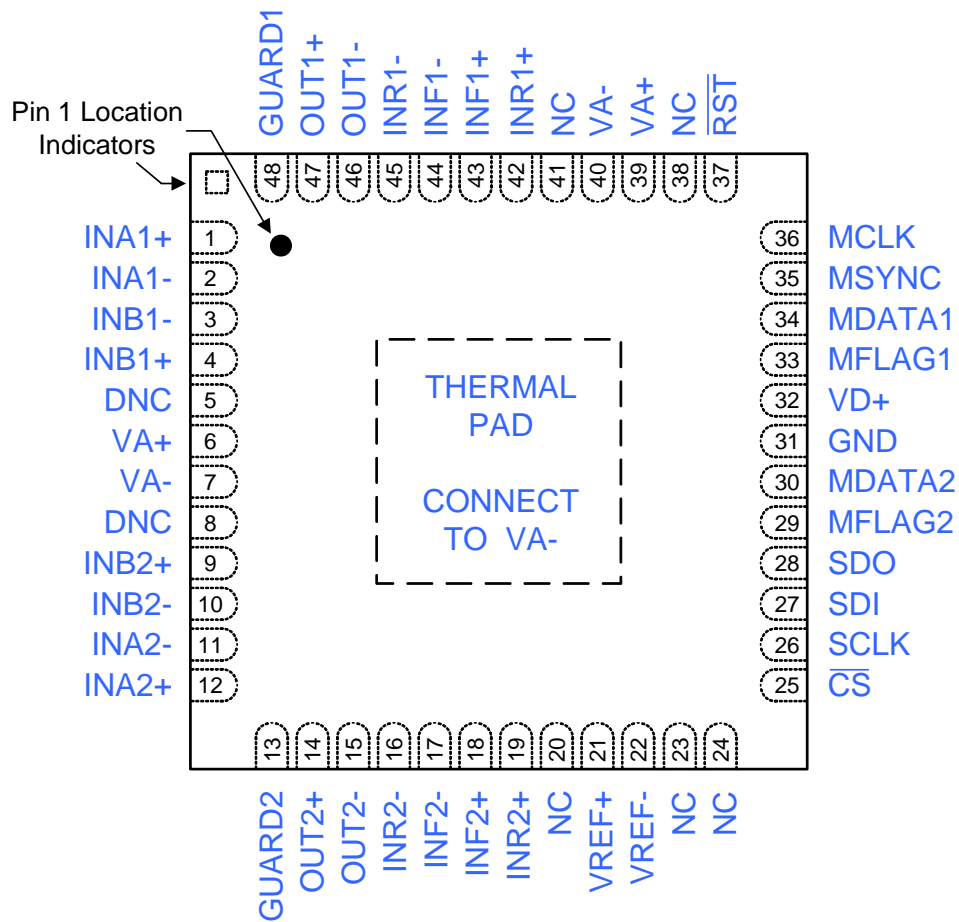 GUARD1
OUT1+
OUT1-
INR1-
INF1-
INF1+
INR1+
NC
VA-
VA+
NC
RST
Pin 1 Location
Indicators
48
47
46
45
44
43
42
41
40
39
38
37
INA1+ 1
INA1- 2
INB1- 3
INB1+ 4
DNC 5
VA+ 6
VA- 7
DNC 8
INB2+ 9
INB2- 10
INA2- 11
INA2+ 12
THERMAL
PAD
CONNECT
TO VA-
36 MCLK
35 MSYNC
34 MDATA1
33 MFLAG1
32 VD+
31 GND
30 MDATA2
29 MFLAG2
28 SDO
27 SDI
26 SCLK
25 CS
13
14
15
16
17
18
19
20
21
22
23
24
GUARD2
OUT2+
OUT2-
INR2-
INF2-
INF2+
INR2+
NC
VREF+
VREF-
NC
NC